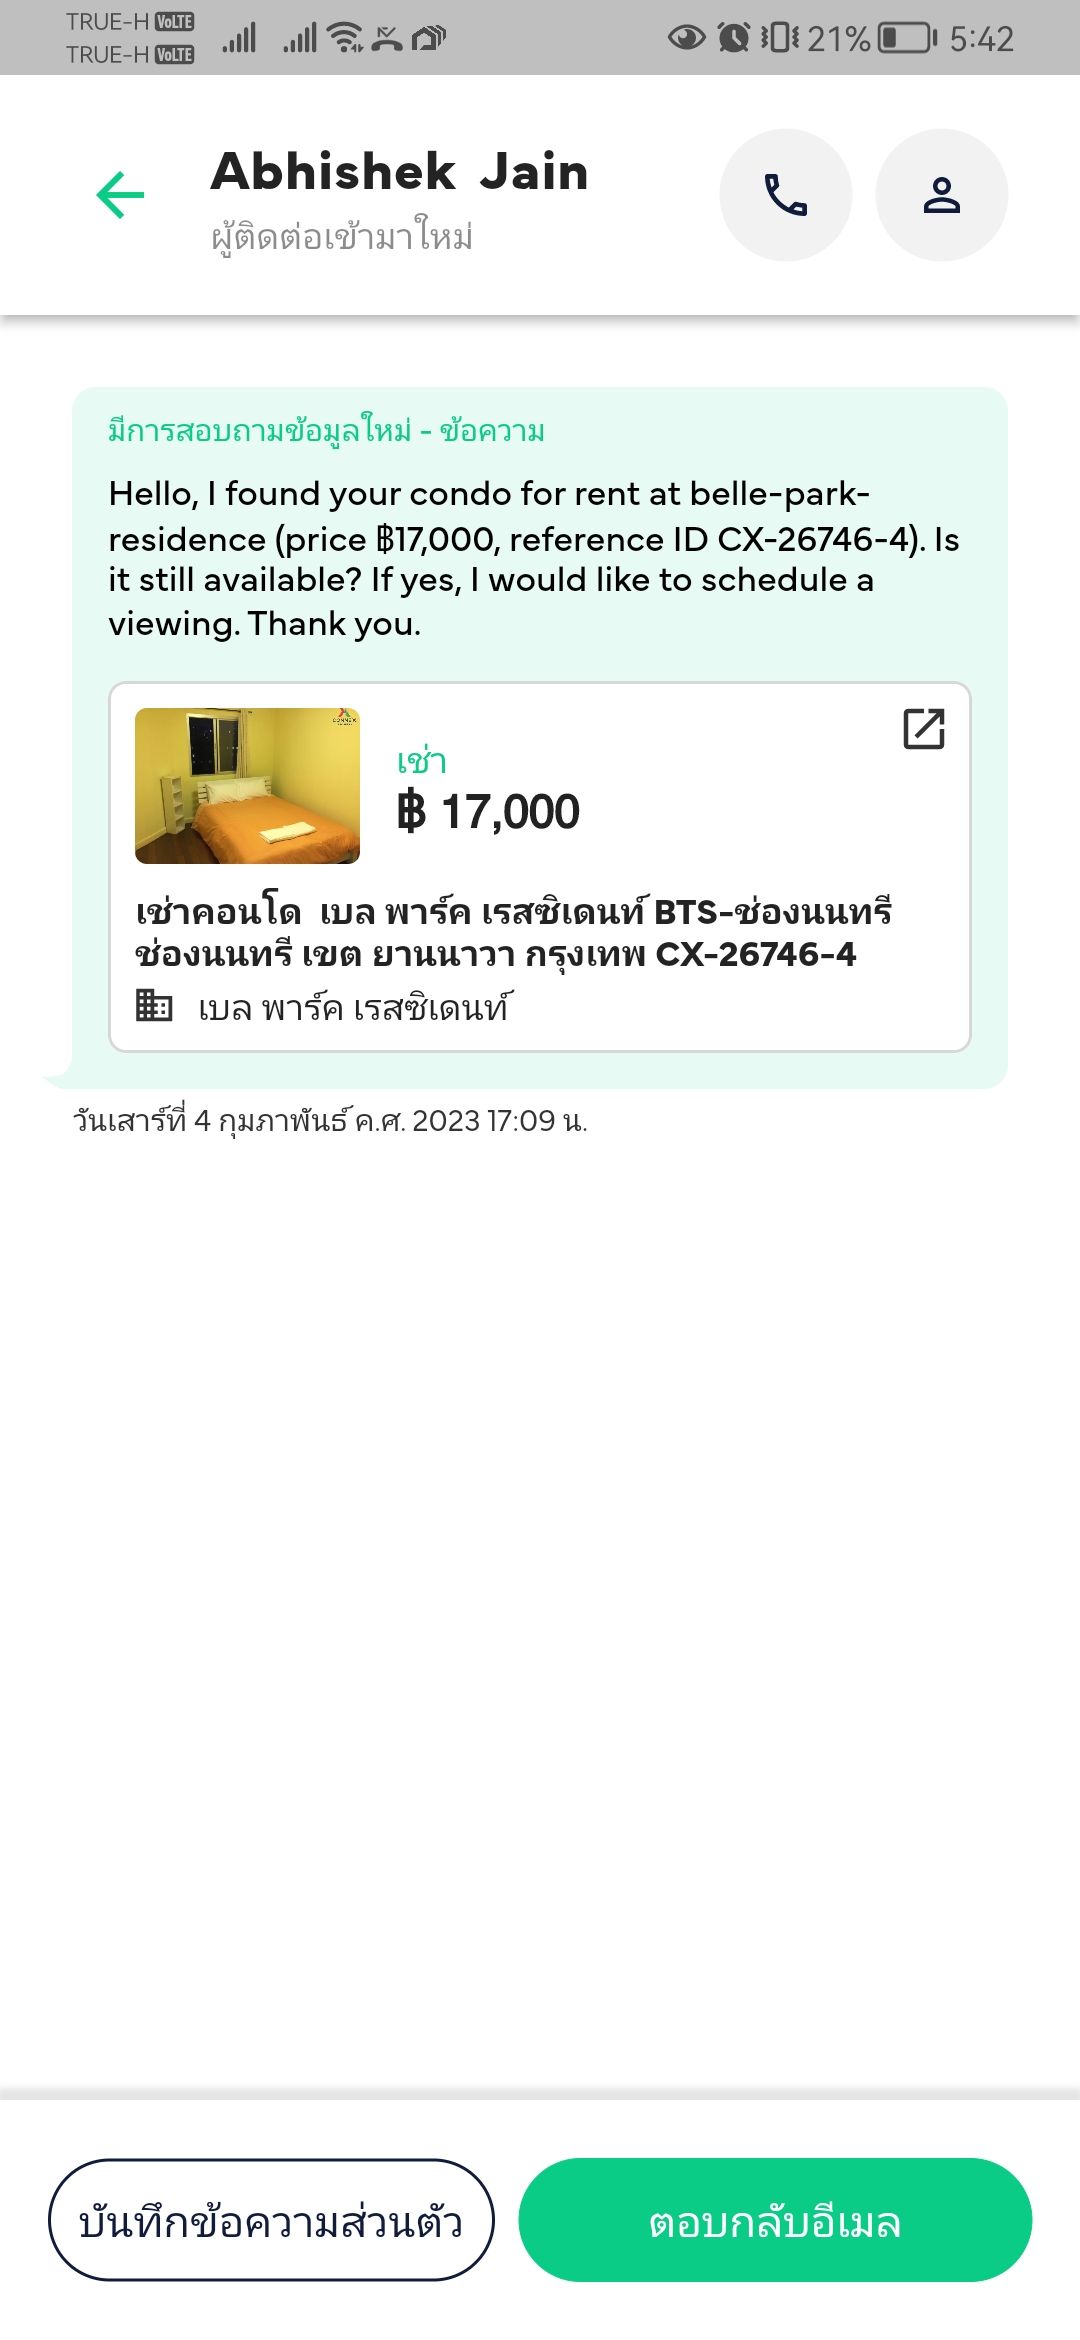 TRUE-H VoLTE
TRUE-H VoLTE
21% 5:42
Abhishek Jain
ผู้ติดต่อเข้ามาใหม่
มีการสอบถามข้อมูลใหม่ - ข้อความ
Hello, I found your condo for rent at belle-park-
residence (price ฿17,000, reference ID CX-26746-4). Is
it still available? If yes, I would like to schedule a
viewing. Thank you.
เช่า
฿ 17,000
เช่าคอนโด เบล พาร์ค เรสซิเดนท์ BTS-ช่องนนทรี
ช่องนนทรี เขต ยานนาวา กรุงเทพ CX-26746-4
เบล พาร์ค เรสซิเดนท์
วันเสาร์ที่ 4 กุมภาพันธ์ ค.ศ. 2023 17:09 น.
บันทึกข้อความส่วนตัว
ตอบกลับอีเมล